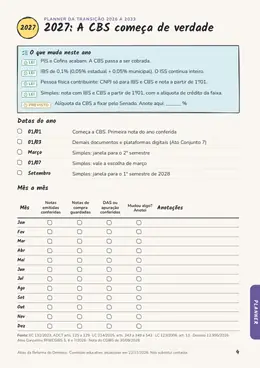 PLANNER DA TRANSIÇÃO 2026 A 2033
2027
2027: A CBS começa de verdade
O que muda neste ano
PIS e Cofins acabam. A CBS passa a ser cobrada.
IBS de 0,1% (0,05% estadual + 0,05% municipal). O ISS continua inteiro.
Pessoa física contribuinte: CNPJ só para IBS e CBS e nota a partir de 1º/01.
Simples: nota com IBS e CBS a partir de 1º/01, com a alíquota de crédito da faixa.
Alíquota da CBS a fixar pelo Senado. Anote aqui: ______ %
Datas do ano
01/01 Começa a CBS. Primeira nota do ano conferida
01/03 Demais documentos e plataformas digitais (Ato Conjunto 7)
Março Simples: janela para o 2º semestre
01/07 Simples: vale a escolha de março
Setembro Simples: janela para o 1º semestre de 2028
Mês a mês
Mês Notas emitidas conferidas Notas de compra guardadas DAS ou apuração conferidos Mudou algo? Anotei Anotações
Jan
Fev
Mar
Abr
Mai
Jun
Jul
Ago
Set
Out
Nov
Dez
PLANNER
9